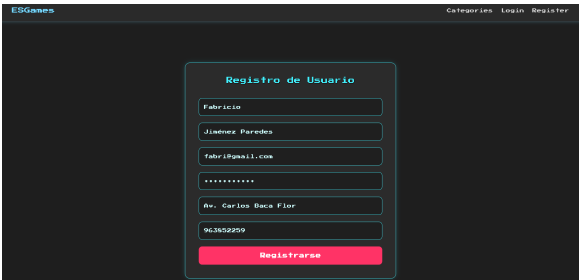 ESGames
Categories Login Register
Registro de Usuario
Fabricio
Jiménez Paredes
fabri@gmail.com
•••••••••••
Av. Carlos Baca Flor
963852259
Registrarse